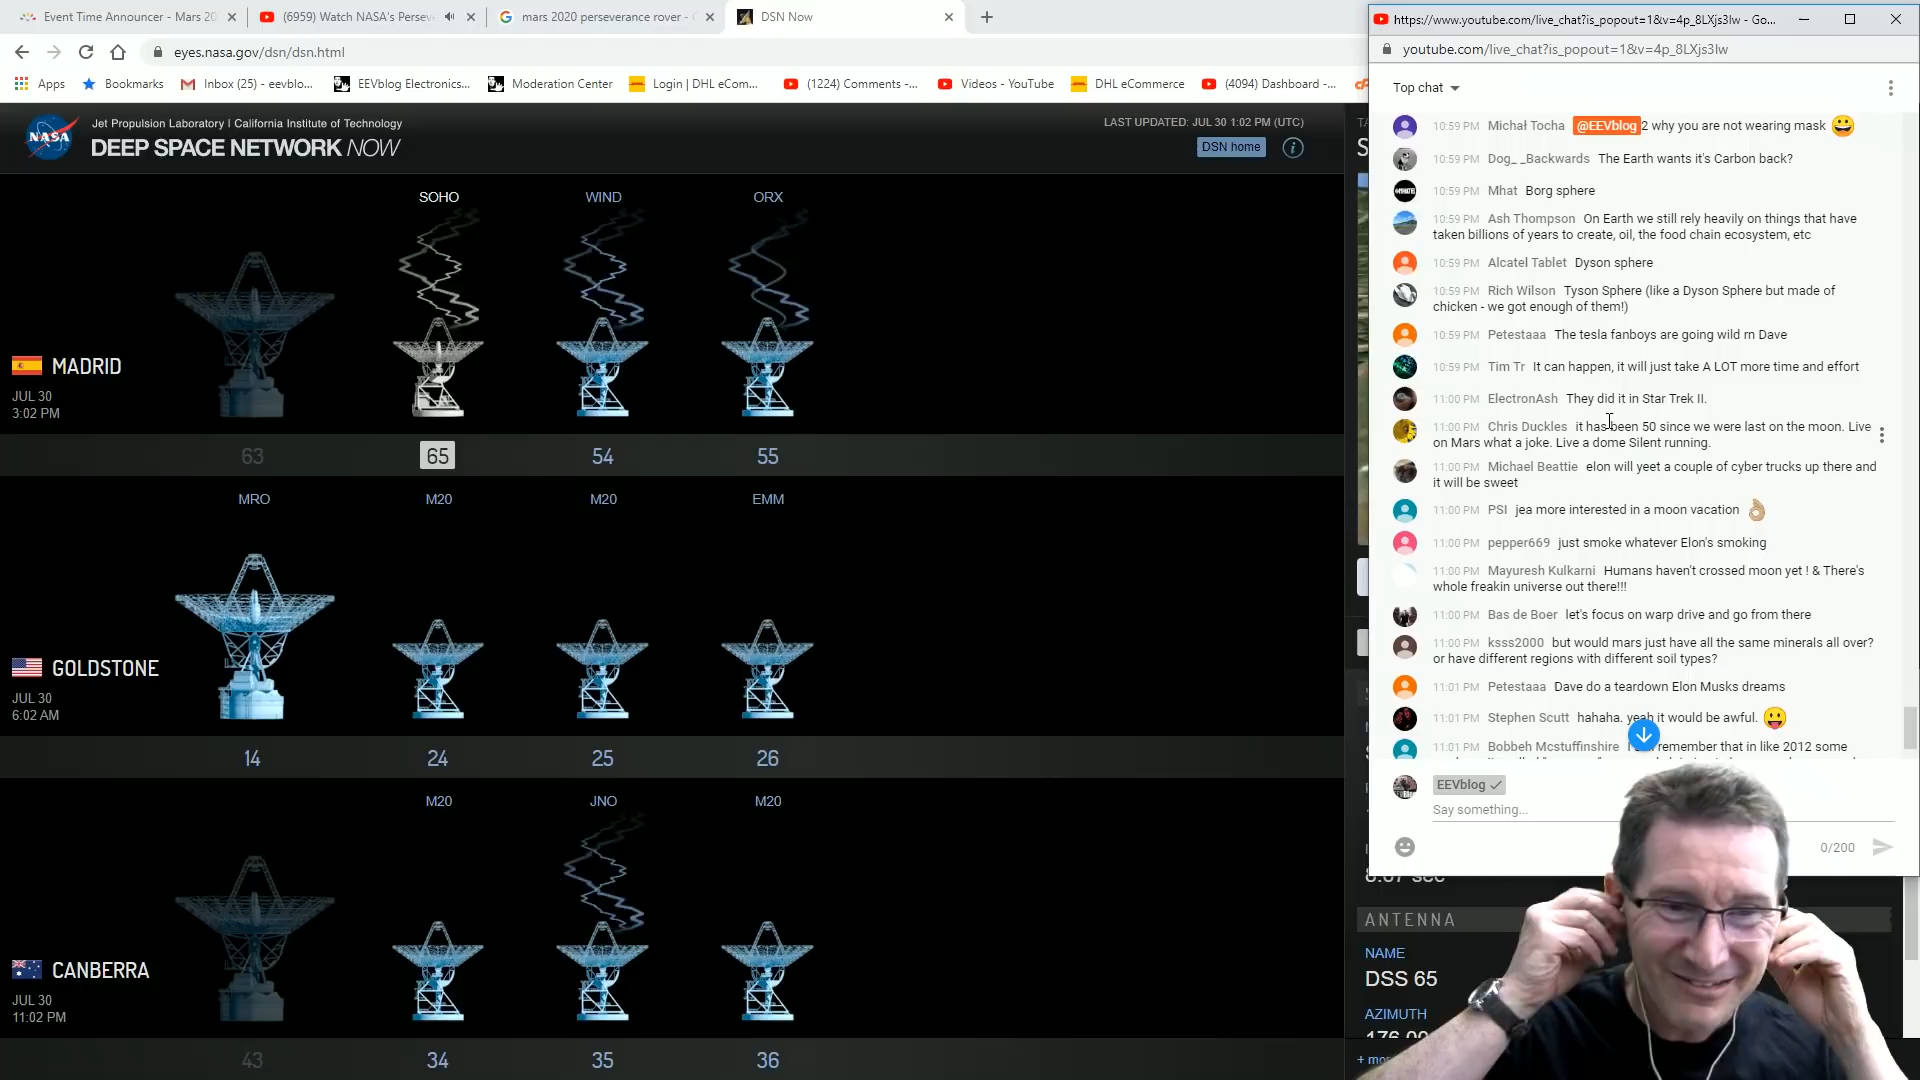 Event Time Announcer - Mars 20
(6959) Watch NASA's Persev
mars 2020 perseverance rover -
DSN Now
eyes.nasa.gov/dsn/dsn.html
Apps
Bookmarks
Inbox (25) - eevblo...
EEVblog Electronics...
Moderation Center
Login | DHL eCom...
(1224) Comments -...
Videos - YouTube
DHL eCommerce
(4094) Dashboard -...
NASA
Jet Propulsion Laboratory | California Institute of Technology
DEEP SPACE NETWORK NOW
LAST UPDATED: JUL 30 1:02 PM (UTC)
DSN home
SOHO WIND ORX
MADRID
JUL 30
3:02 PM
63 65 54 55
MRO M20 M20 EMM
GOLDSTONE
JUL 30
6:02 AM
14 24 25 26
M20 JNO M20
CANBERRA
JUL 30
11:02 PM
43 34 35 36
https://www.youtube.com/live_chat?is_popout=1&v=4p_8LXjs3Iw - Go...
youtube.com/live_chat?is_popout=1&v=4p_8LXjs3Iw
Top chat
10:59 PM Michał Tocha @EEVblog 2 why you are not wearing mask 😀
10:59 PM Dog_ _Backwards The Earth wants it's Carbon back?
10:59 PM Mhat Borg sphere
10:59 PM Ash Thompson On Earth we still rely heavily on things that have
taken billions of years to create, oil, the food chain ecosystem, etc
10:59 PM Alcatel Tablet Dyson sphere
10:59 PM Rich Wilson Tyson Sphere (like a Dyson Sphere but made of
chicken - we got enough of them!)
10:59 PM Petestaaa The tesla fanboys are going wild rn Dave
10:59 PM Tim Tr It can happen, it will just take A LOT more time and effort
11:00 PM ElectronAsh They did it in Star Trek II.
11:00 PM Chris Duckles it has been 50 since we were last on the moon. Live
on Mars what a joke. Live a dome Silent running.
11:00 PM Michael Beattie elon will yeet a couple of cyber trucks up there and
it will be sweet
11:00 PM PSI jea more interested in a moon vacation 👌🏼
11:00 PM pepper669 just smoke whatever Elon's smoking
11:00 PM Mayuresh Kulkarni Humans haven't crossed moon yet ! & There's
whole freakin universe out there!!!
11:00 PM Bas de Boer let's focus on warp drive and go from there
11:00 PM ksss2000 but would mars just have all the same minerals all over?
or have different regions with different soil types?
11:01 PM Petestaaa Dave do a teardown Elon Musks dreams
11:01 PM Stephen Scutt hahaha. yeah it would be awful. 😛
11:01 PM Bobbeh Mcstuffinshire remember that in like 2012 some
EEVblog
Say something...
0/200
ANTENNA
NAME
DSS 65
AZIMUTH